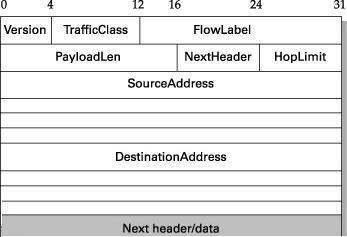 0 4 12 16 24 31
Version TrafficClass FlowLabel
PayloadLen NextHeader HopLimit
SourceAddress
DestinationAddress
Next header/data